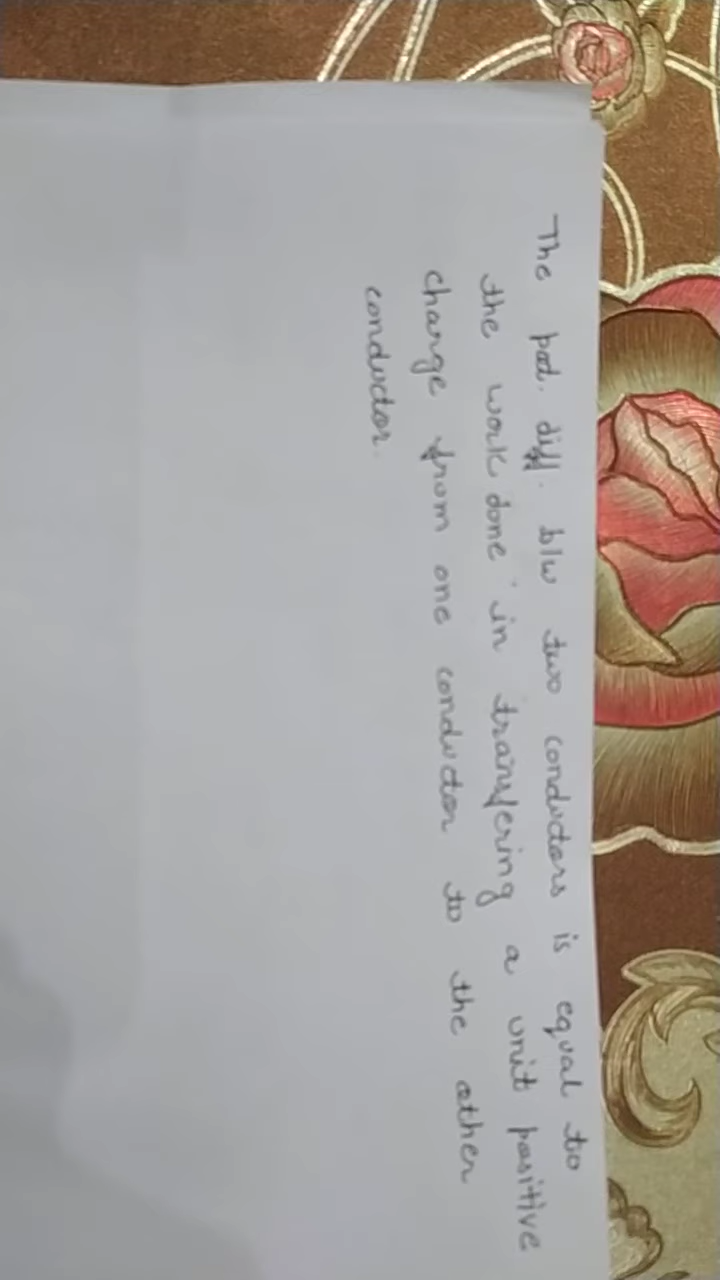 The pot. diff. b/w two conductors is equal to
the work done in transfering a unit positive
charge from one conductor to the other
conductor.